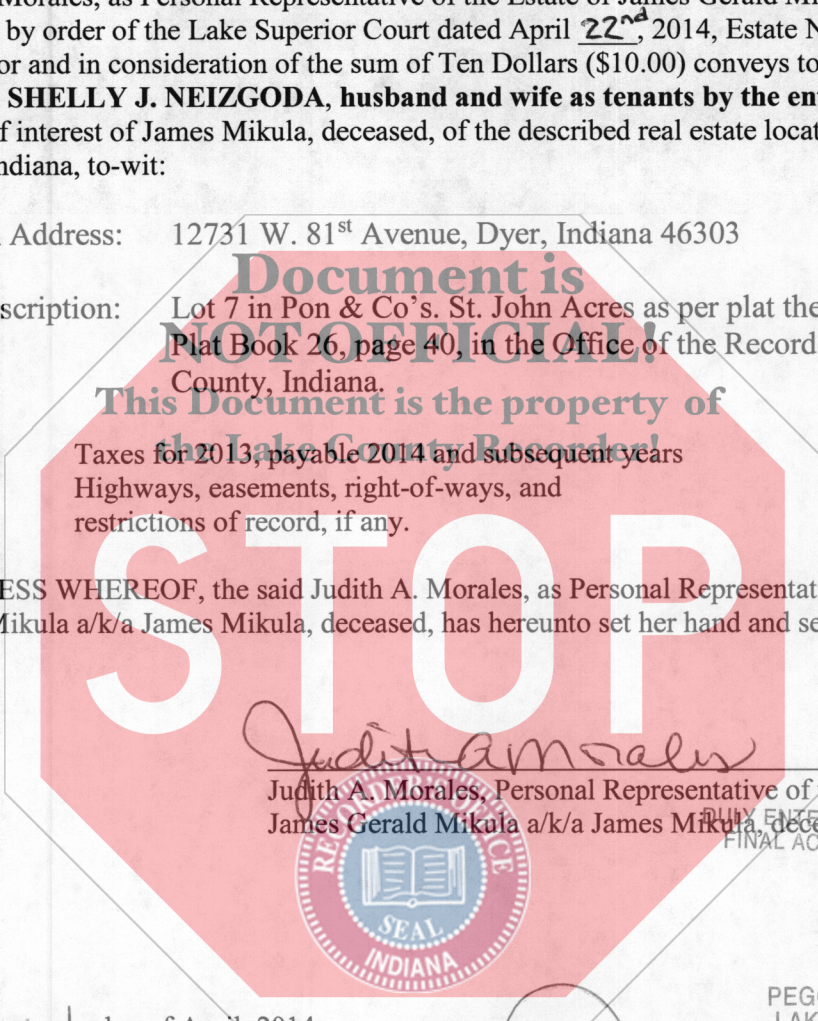 Morales, as Personal Representative of the Estate of James Gerald Mi
by order of the Lake Superior Court dated April 22nd, 2014, Estate N
or and in consideration of the sum of Ten Dollars ($10.00) conveys to
SHELLY J. NEIZGODA, husband and wife as tenants by the en
f interest of James Mikula, deceased, of the described real estate locat
ndiana, to-wit:
Address: 12731 W. 81st Avenue, Dyer, Indiana 46303
Document is
scription: Lot 7 in Pon & Co's. St. John Acres as per plat the
NOT OFFICIAL!
Plat Book 26, page 40, in the Office of the Record
County, Indiana.
This Document is the property of
the Lake County Recorder!
Taxes for 2013, payable 2014 and subsequent years
Highways, easements, right-of-ways, and
restrictions of record, if any.
STOP
ESS WHEREOF, the said Judith A. Morales, as Personal Representat
Mikula a/k/a James Mikula, deceased, has hereunto set her hand and se
Judith A Morales
Judith A. Morales, Personal Representative of
James Gerald Mikula a/k/a James Mikula, dece
DULY ENTE
FINAL AC
RECORDER'S OFFICE
SEAL
INDIANA
PEG
LAK
day of April, 2014